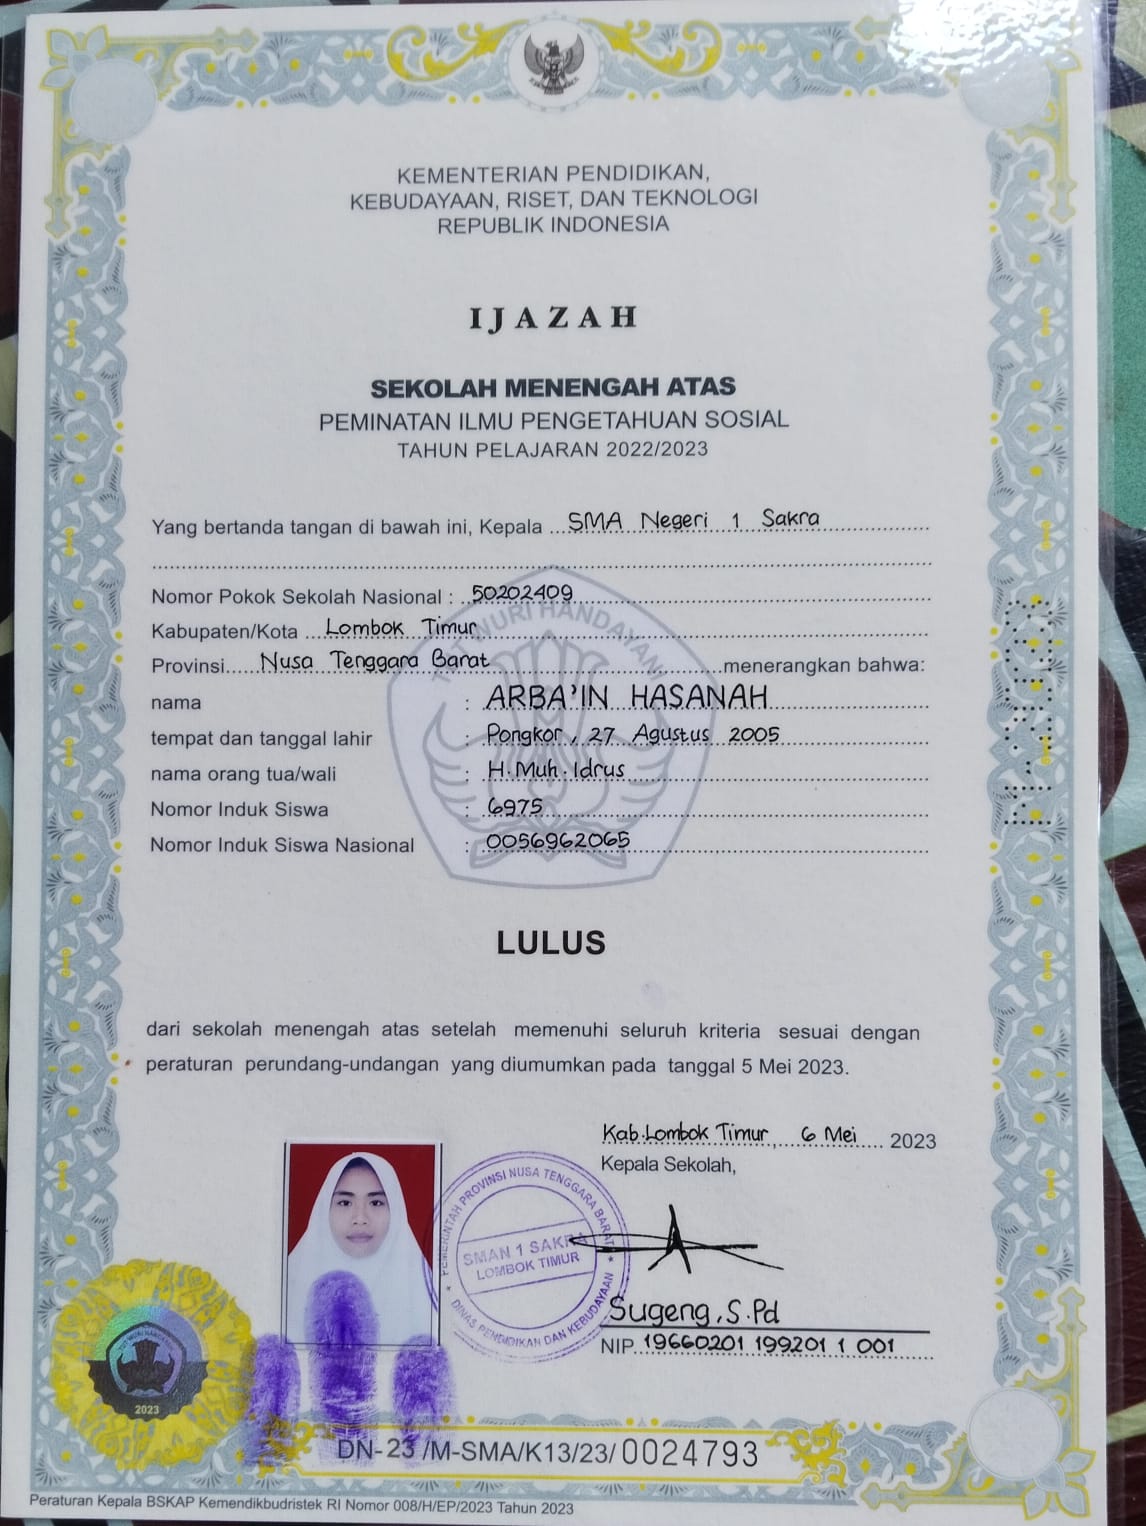 KEMENTERIAN PENDIDIKAN,
KEBUDAYAAN, RISET, DAN TEKNOLOGI
REPUBLIK INDONESIA
IJAZAH
SEKOLAH MENENGAH ATAS
PEMINATAN ILMU PENGETAHUAN SOSIAL
TAHUN PELAJARAN 2022/2023
Yang bertanda tangan di bawah ini, Kepala SMA Negeri 1 Sakra
Nomor Pokok Sekolah Nasional : 50202409
TUT WURI HANDAYANI
Kabupaten/Kota Lombok Timur
Provinsi Nusa Tenggara Barat menerangkan bahwa:
nama : ARBA'IN HASANAH
tempat dan tanggal lahir : Pongkor, 27 Agustus 2005
nama orang tua/wali : H. Muh. Idrus
Nomor Induk Siswa : 6975
Nomor Induk Siswa Nasional : 0056962065
LULUS
dari sekolah menengah atas setelah memenuhi seluruh kriteria sesuai dengan
peraturan perundang-undangan yang diumumkan pada tanggal 5 Mei 2023.
Kab. Lombok Timur, 6 Mei 2023
Kepala Sekolah,
PEMERINTAH PROVINSI NUSA TENGGARA BARAT
SMAN 1 SAKRA
LOMBOK TIMUR
DINAS PENDIDIKAN DAN KEBUDAYAAN
Sugeng, S.Pd
NIP. 19660201 199201 1 001
2023
DN-23/M-SMA/K13/23/0024793
Peraturan Kepala BSKAP Kemendikbudristek RI Nomor 008/H/EP/2023 Tahun 2023